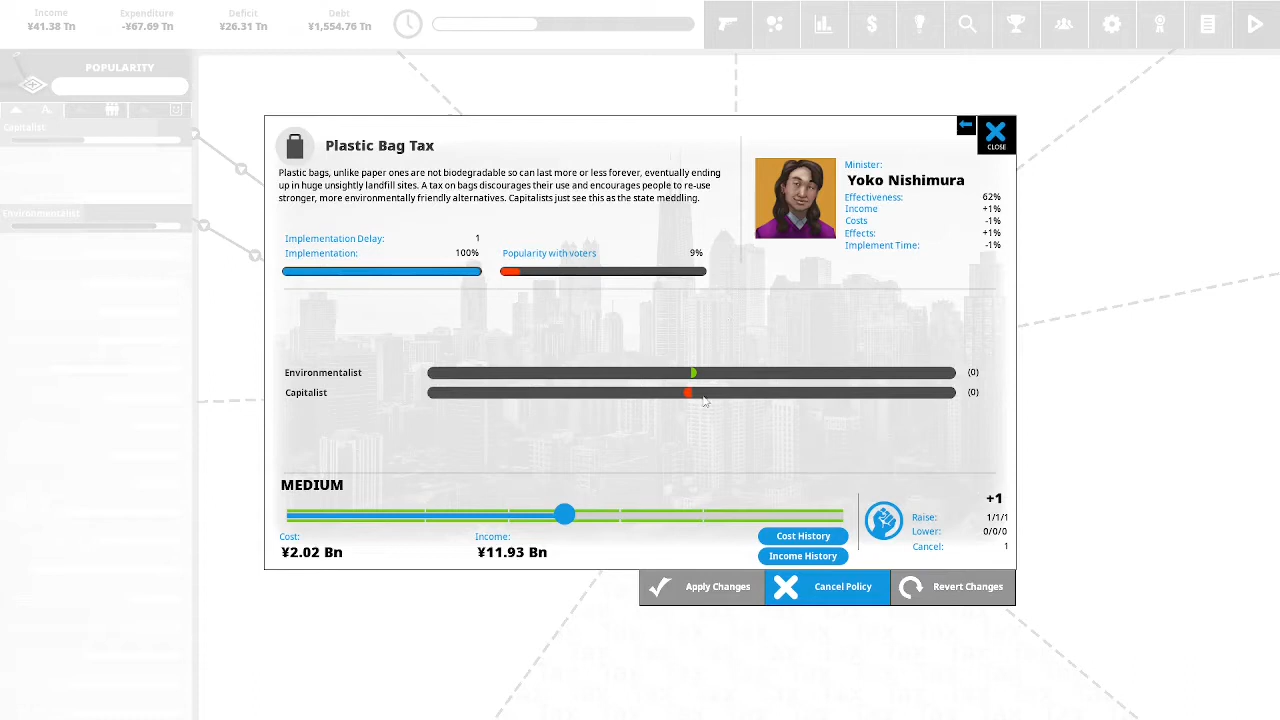 Income
Expenditure
Deficit
Debt
¥41.38 Tn
-¥67.69 Tn
¥26.31 Tn
¥1,554.76 Tn
POPULARITY
Capitalist
Environmentalist
Plastic Bag Tax
Plastic bags, unlike paper ones are not biodegradable so can last more or less forever, eventually ending
up in huge unsightly landfill sites. A tax on bags discourages their use and encourages people to re-use
stronger, more environmentally friendly alternatives. Capitalists just see this as the state meddling.
Implementation Delay: 1
Implementation: 100%
Popularity with voters 9%
CLOSE
Minister:
Yoko Nishimura
Effectiveness: 62%
Income +1%
Costs -1%
Effects: +1%
Implement Time: -1%
Environmentalist (0)
Capitalist (0)
MEDIUM
Cost:
¥2.02 Bn
Income:
¥11.93 Bn
Cost History
Income History
+1
Raise: 1/1/1
Lower: 0/0/0
Cancel: 1
Apply Changes
Cancel Policy
Revert Changes